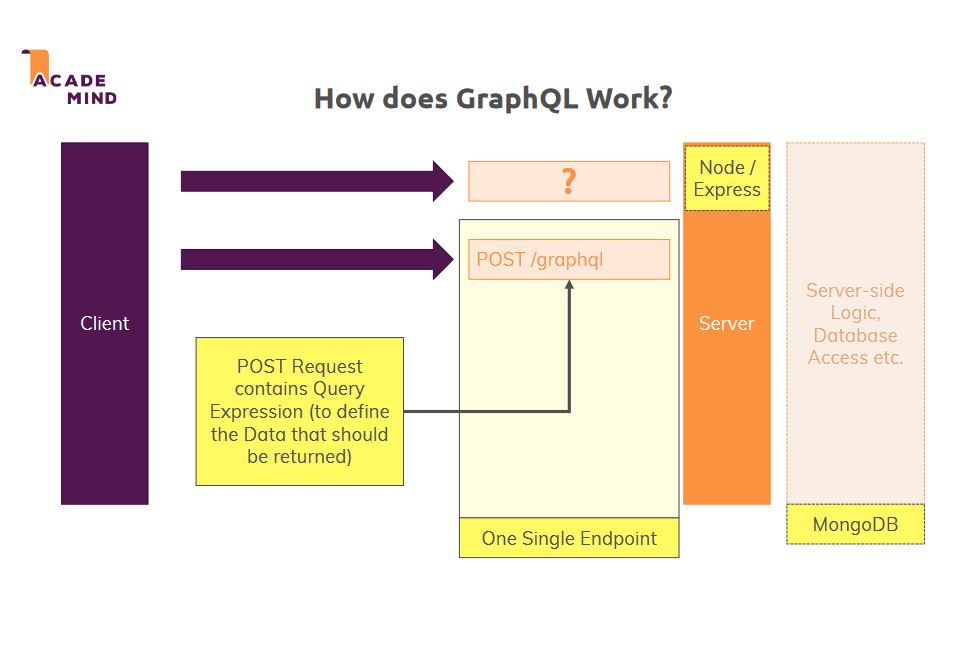 ACADE
MIND
How does GraphQL Work?
Client
?
POST /graphql
POST Request
contains Query
Expression (to define
the Data that should
be returned)
One Single Endpoint
Node /
Express
Server
Server-side
Logic,
Database
Access etc.
MongoDB